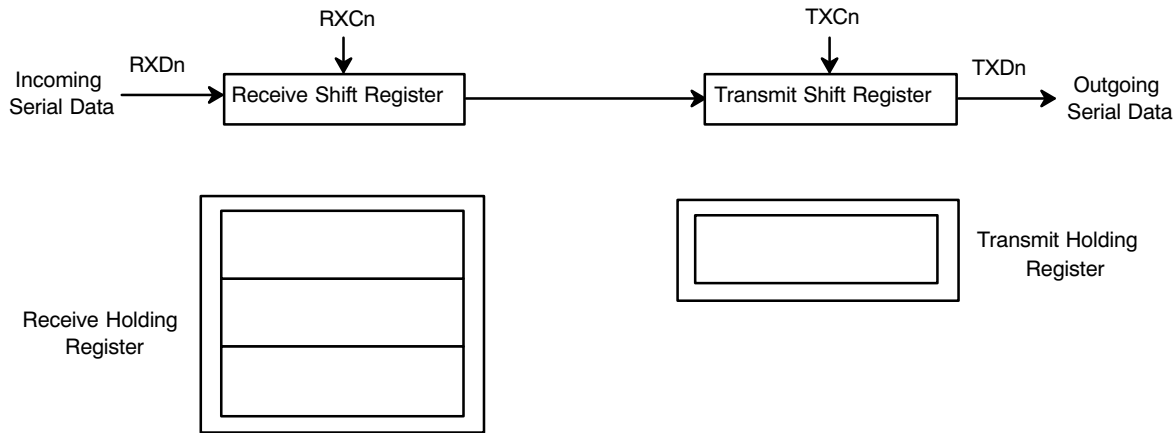 RXCn
TXCn
Incoming
Serial Data
RXDn
Receive Shift Register
Transmit Shift Register
TXDn
Outgoing
Serial Data
Receive Holding
Register
Transmit Holding
Register